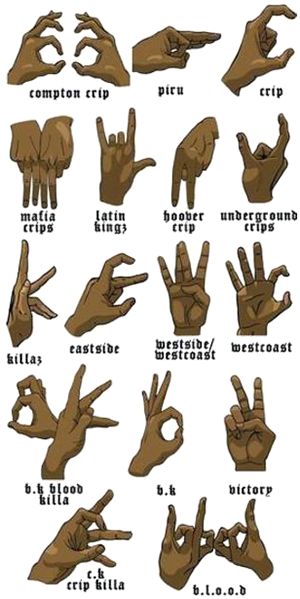 compton crip
piru
crip
mafia
crips
latin
kingz
hoover
crip
underground
crips
killaz
eastside
westside/
westcoast
westcoast
b.k blood
killa
b.k
victory
c.k
crip killa
b.l.o.o.d